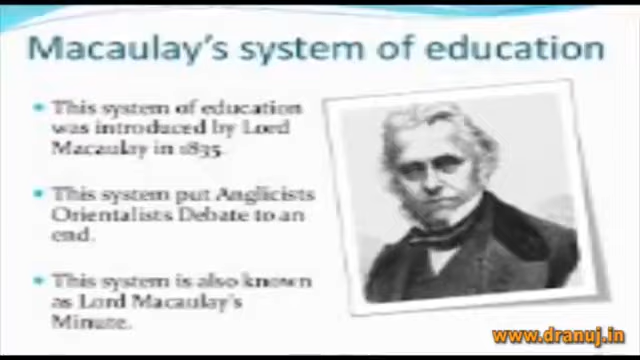 Macaulay's system of education
This system of education
was introduced by Lord
Macaulay in 1835.
This system put Anglicists
Orientalists Debate to an
end.
This system is also known
as Lord Macaulay's
Minute.
www.dranuj.in